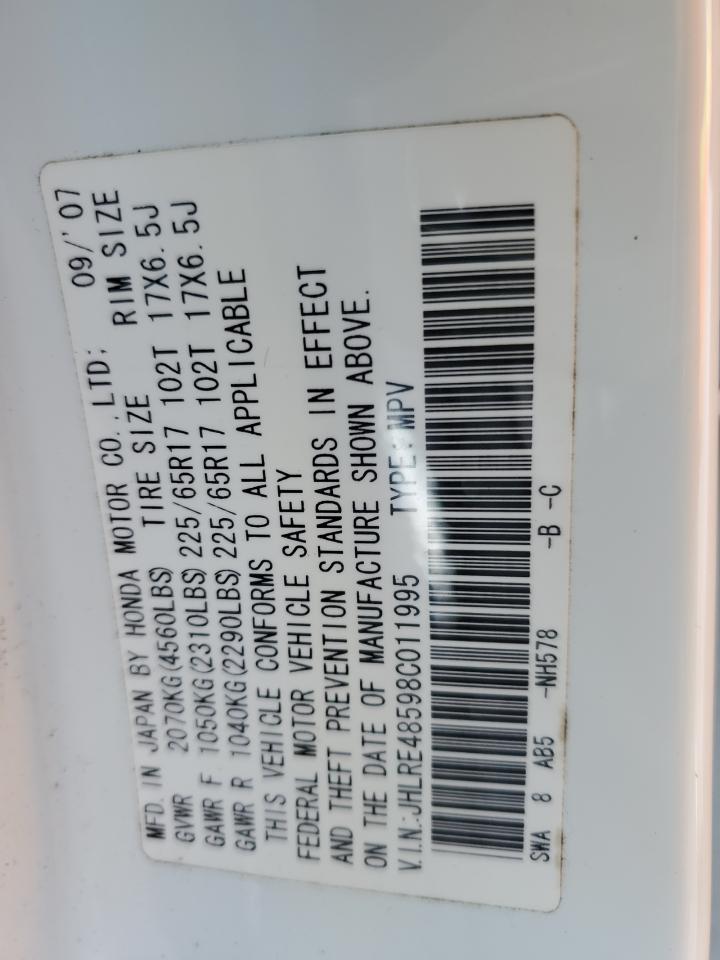 MFD. IN JAPAN BY HONDA MOTOR CO.,LTD; 09/'07
GVWR 2070KG(4560LBS) TIRE SIZE RIM SIZE
GAWR F 1050KG(2310LBS) 225/65R17 102T 17X6.5J
GAWR R 1040KG(2290LBS) 225/65R17 102T 17X6.5J
THIS VEHICLE CONFORMS TO ALL APPLICABLE
FEDERAL MOTOR VEHICLE SAFETY
AND THEFT PREVENTION STANDARDS IN EFFECT
ON THE DATE OF MANUFACTURE SHOWN ABOVE.
V.I.N:JHLRE48598C011995 TYPE:MPV
SWA 8 AB5 -NH578 -B -C